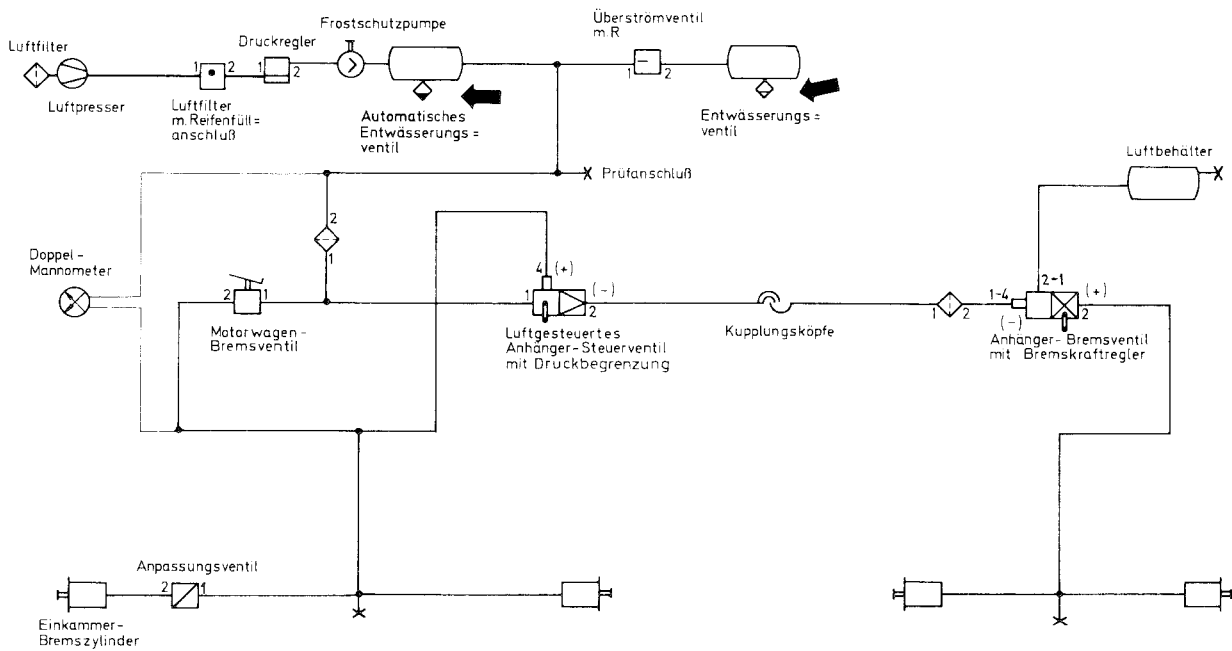 Luftfilter
Luftpresser
1 2
Luftfilter
m.Reifenfüll=
anschluß
Druckregler
1 2
Frostschutzpumpe
Automatisches
Entwässerungs=
ventil
Überströmventil
m.R
1 2
Entwässerungs=
ventil
Prüfanschluß
Luftbehälter
2
1
Doppel-
Mannometer
2 1
Motorwagen-
Bremsventil
4 (+)
1 (-) 2
Luftgesteuertes
Anhänger-Steuerventil
mit Druckbegrenzung
Kupplungsköpfe
1 2
1-4 (-)
2-1
(+) 2
Anhänger-Bremsventil
mit Bremskraftregler
Anpassungsventil
2 1
Einkammer-
Bremszylinder